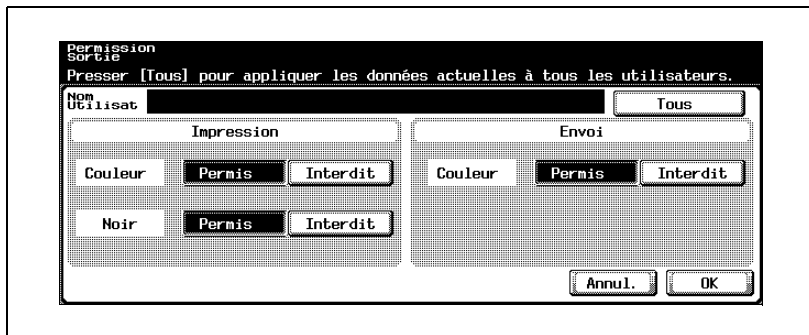 Permission
Sortie
Presser [Tous] pour appliquer les données actuelles à tous les utilisateurs.
Nom
Utilisat
Tous
Impression
Envoi
Couleur Permis Interdit
Couleur Permis Interdit
Noir Permis Interdit
Annul. OK